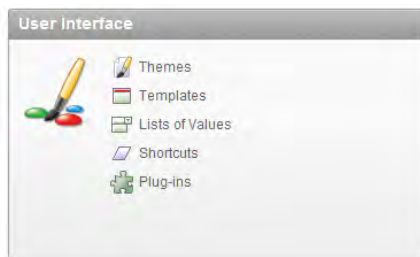 User Interface
Themes
Templates
Lists of Values
Shortcuts
Plug-ins